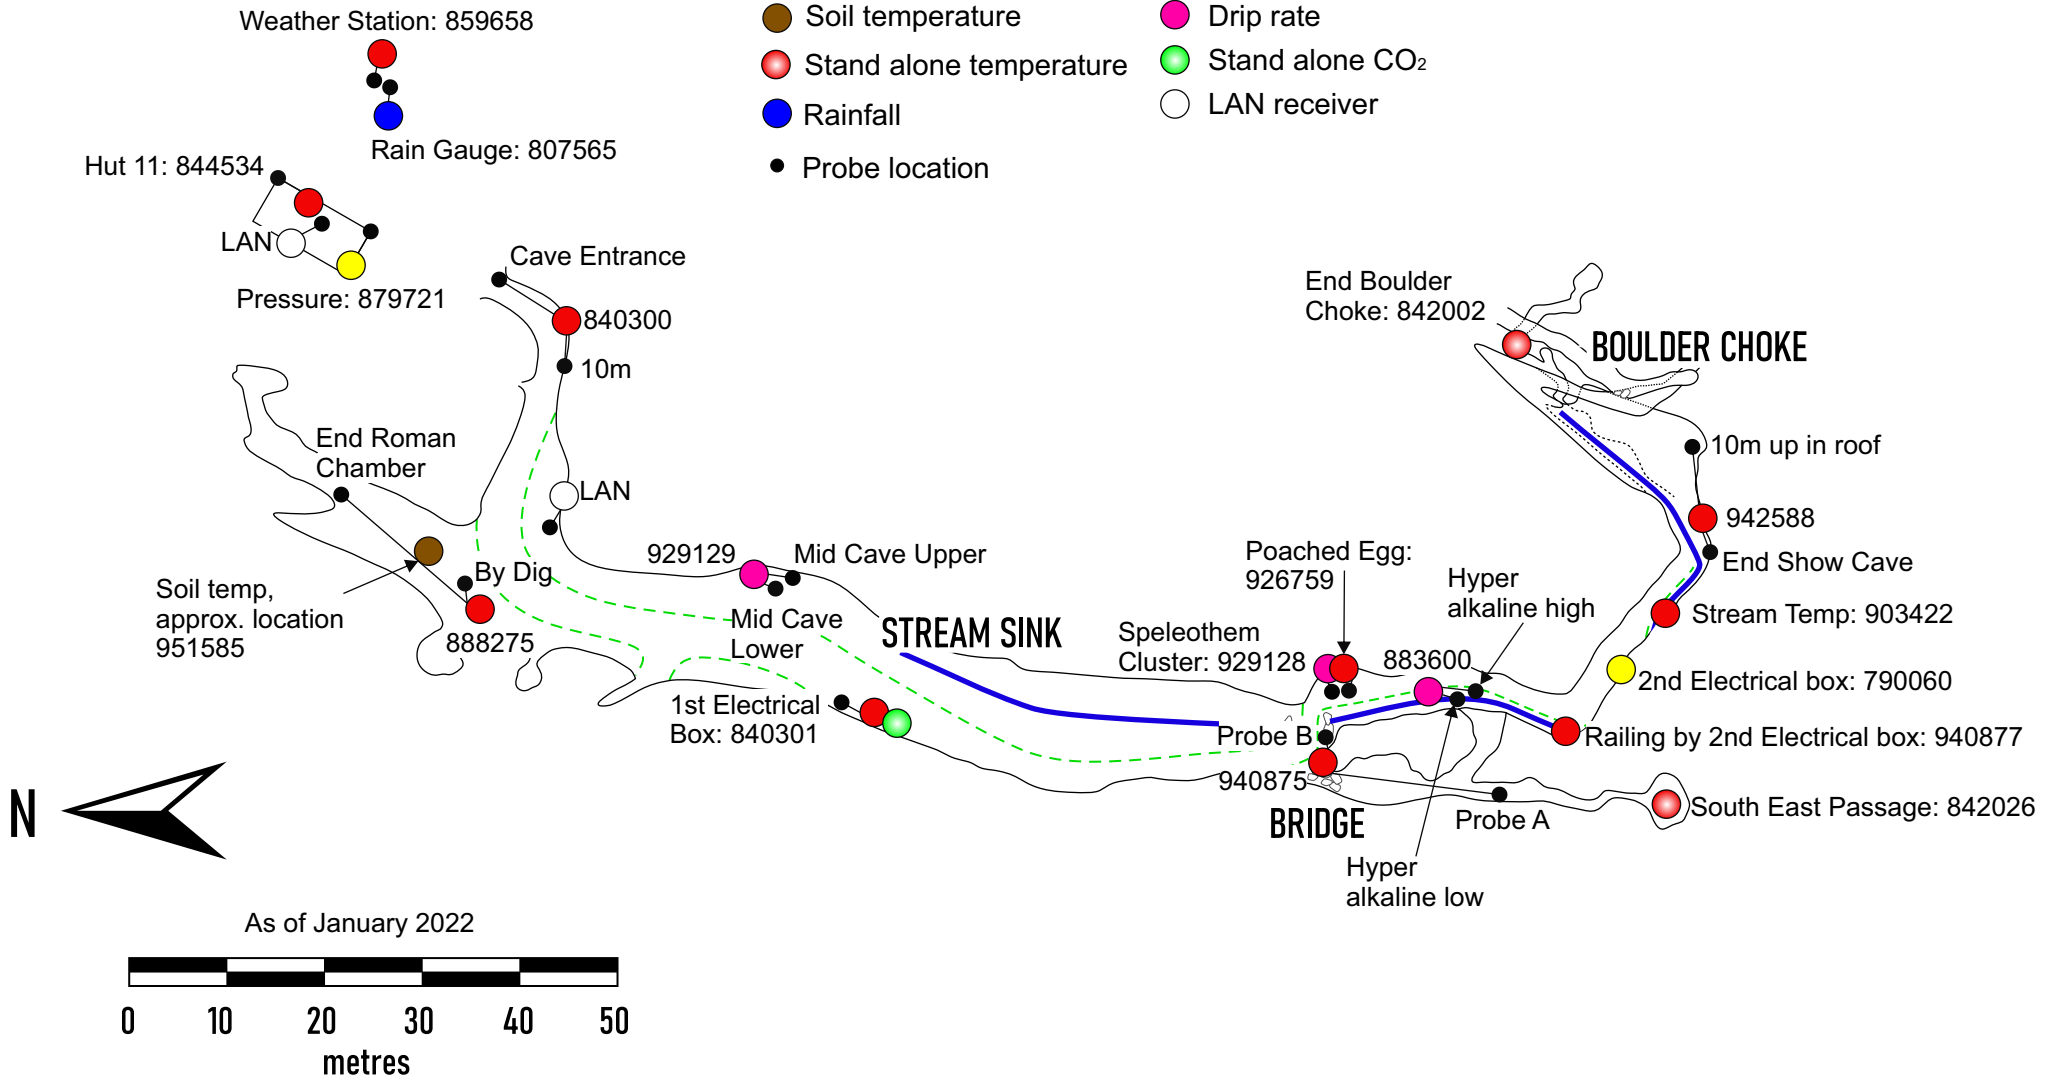 Weather Station: 859658
Soil temperature
Drip rate
Stand alone temperature
Stand alone CO₂
Rainfall
LAN receiver
Probe location
Rain Gauge: 807565
Hut 11: 844534
LAN
Pressure: 879721
Cave Entrance
840300
10m
End Roman
Chamber
LAN
Soil temp,
approx. location
951585
By Dig
888275
929129
Mid Cave Upper
Mid Cave
Lower
STREAM SINK
1st Electrical
Box: 840301
End Boulder
Choke: 842002
BOULDER CHOKE
10m up in roof
942588
End Show Cave
Stream Temp: 903422
Poached Egg:
926759
Hyper
alkaline high
Speleothem
Cluster: 929128
883600
2nd Electrical box: 790060
Probe B
Railing by 2nd Electrical box: 940877
940875
BRIDGE
Probe A
South East Passage: 842026
Hyper
alkaline low
N
As of January 2022
0 10 20 30 40 50
metres